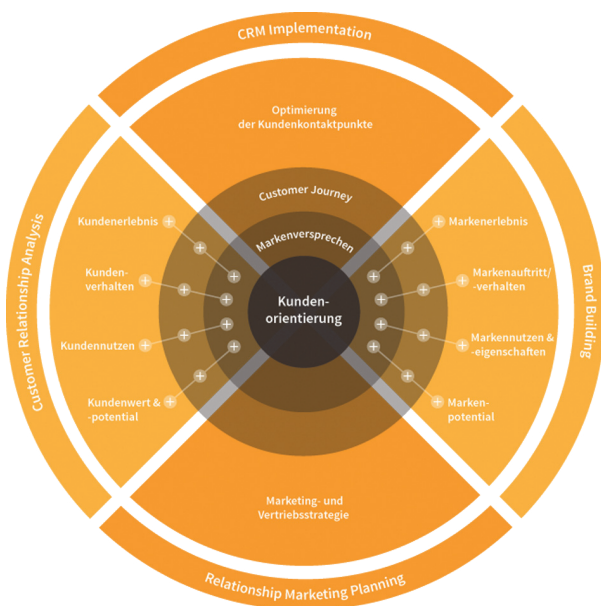 CRM Implementation
Optimierung
der Kundenkontaktpunkte
Customer Journey
Markenversprechen
Kunden-
orientierung
Customer Relationship Analysis
Kundenerlebnis
Kunden-
verhalten
Kundennutzen
Kundenwert &
-potential
Markenerlebnis
Markenauftritt/
-verhalten
Markennutzen &
-eigenschaften
Marken-
potential
Brand Building
Marketing- und
Vertriebsstrategie
Relationship Marketing Planning